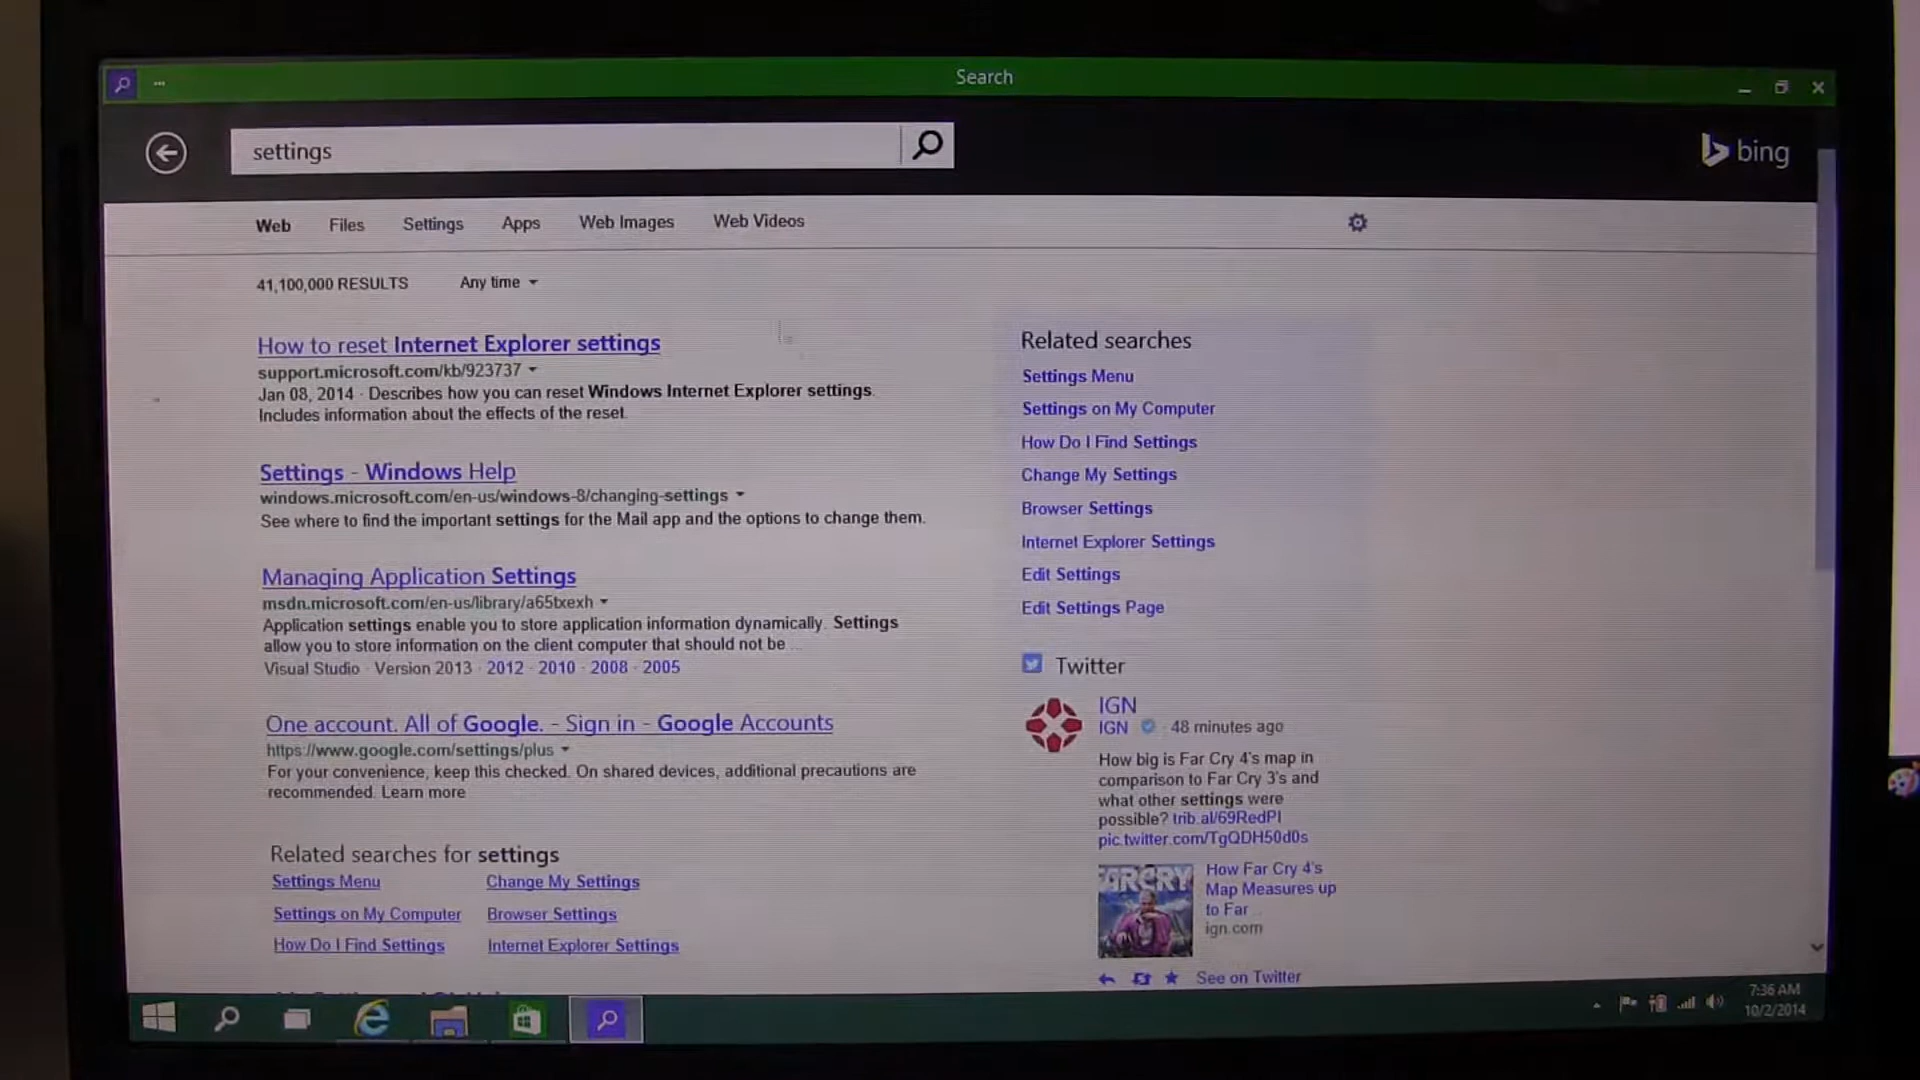 Search
settings
bing
Web Files Settings Apps Web Images Web Videos
41,100,000 RESULTS Any time
How to reset Internet Explorer settings
support.microsoft.com/kb/923737
Jan 08, 2014 · Describes how you can reset Windows Internet Explorer settings.
Includes information about the effects of the reset.
Settings - Windows Help
windows.microsoft.com/en-us/windows-8/changing-settings
See where to find the important settings for the Mail app and the options to change them.
Managing Application Settings
msdn.microsoft.com/en-us/library/a65txexh
Application settings enable you to store application information dynamically. Settings
allow you to store information on the client computer that should not be ...
Visual Studio · Version 2013 · 2012 · 2010 · 2008 · 2005
One account. All of Google. - Sign in - Google Accounts
https://www.google.com/settings/plus
For your convenience, keep this checked. On shared devices, additional precautions are
recommended. Learn more
Related searches for settings
Settings Menu Change My Settings
Settings on My Computer Browser Settings
How Do I Find Settings Internet Explorer Settings
Related searches
Settings Menu
Settings on My Computer
How Do I Find Settings
Change My Settings
Browser Settings
Internet Explorer Settings
Edit Settings
Edit Settings Page
Twitter
IGN
IGN · 48 minutes ago
How big is Far Cry 4's map in
comparison to Far Cry 3's and
what other settings were
possible? trib.al/69RedPI
pic.twitter.com/TgQDH50d0s
FARCRY
How Far Cry 4's
Map Measures up
to Far ...
ign.com
See on Twitter
7:36 AM
10/2/2014